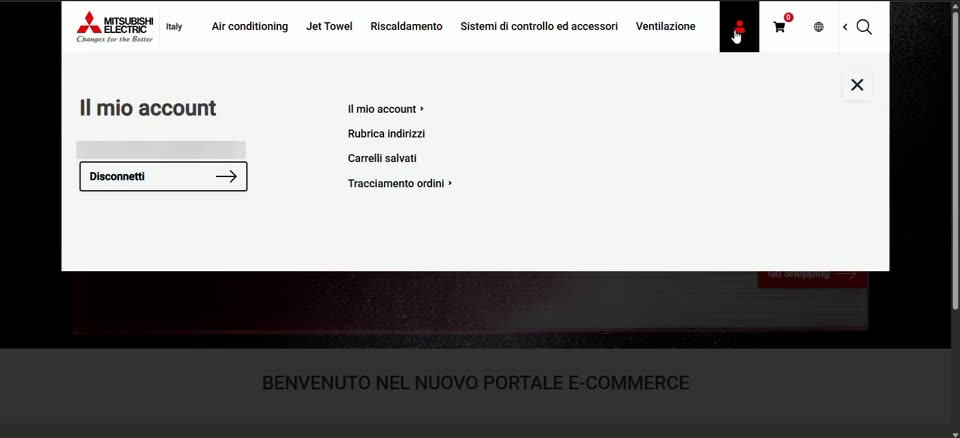 MITSUBISHI
ELECTRIC
Changes for the Better
Italy
Air conditioning
Jet Towel
Riscaldamento
Sistemi di controllo ed accessori
Ventilazione
0
Il mio account
Disconnetti
Il mio account
Rubrica indirizzi
Carrelli salvati
Tracciamento ordini
Go Shopping
BENVENUTO NEL NUOVO PORTALE E-COMMERCE